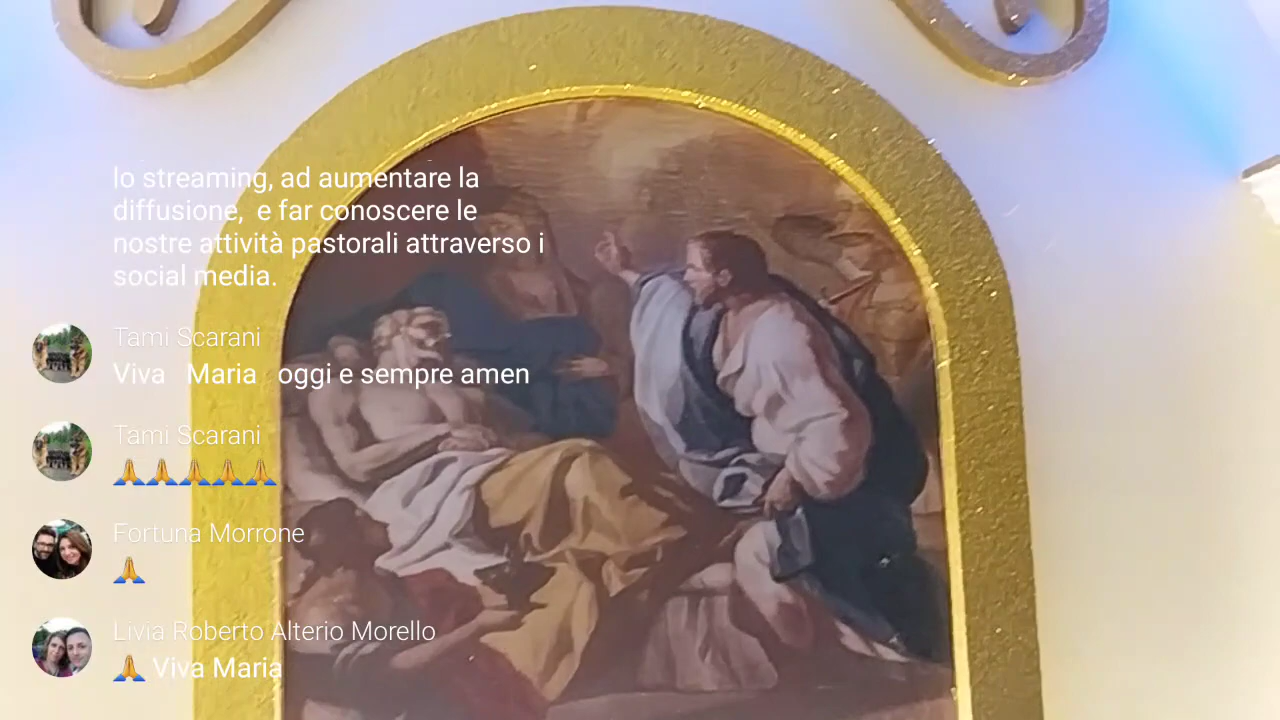 lo streaming, ad aumentare la
diffusione, e far conoscere le
nostre attività pastorali attraverso i
social media.
Tami Scarani
Viva Maria oggi e sempre amen
Tami Scarani
🙏🙏🙏🙏🙏
Fortuna Morrone
🙏
Livia Roberto Alterio Morello
🙏 Viva Maria